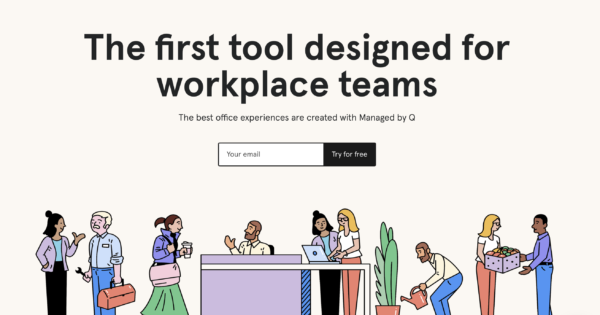 The first tool designed for
workplace teams
The best office experiences are created with Managed by Q
Your email
Try for free